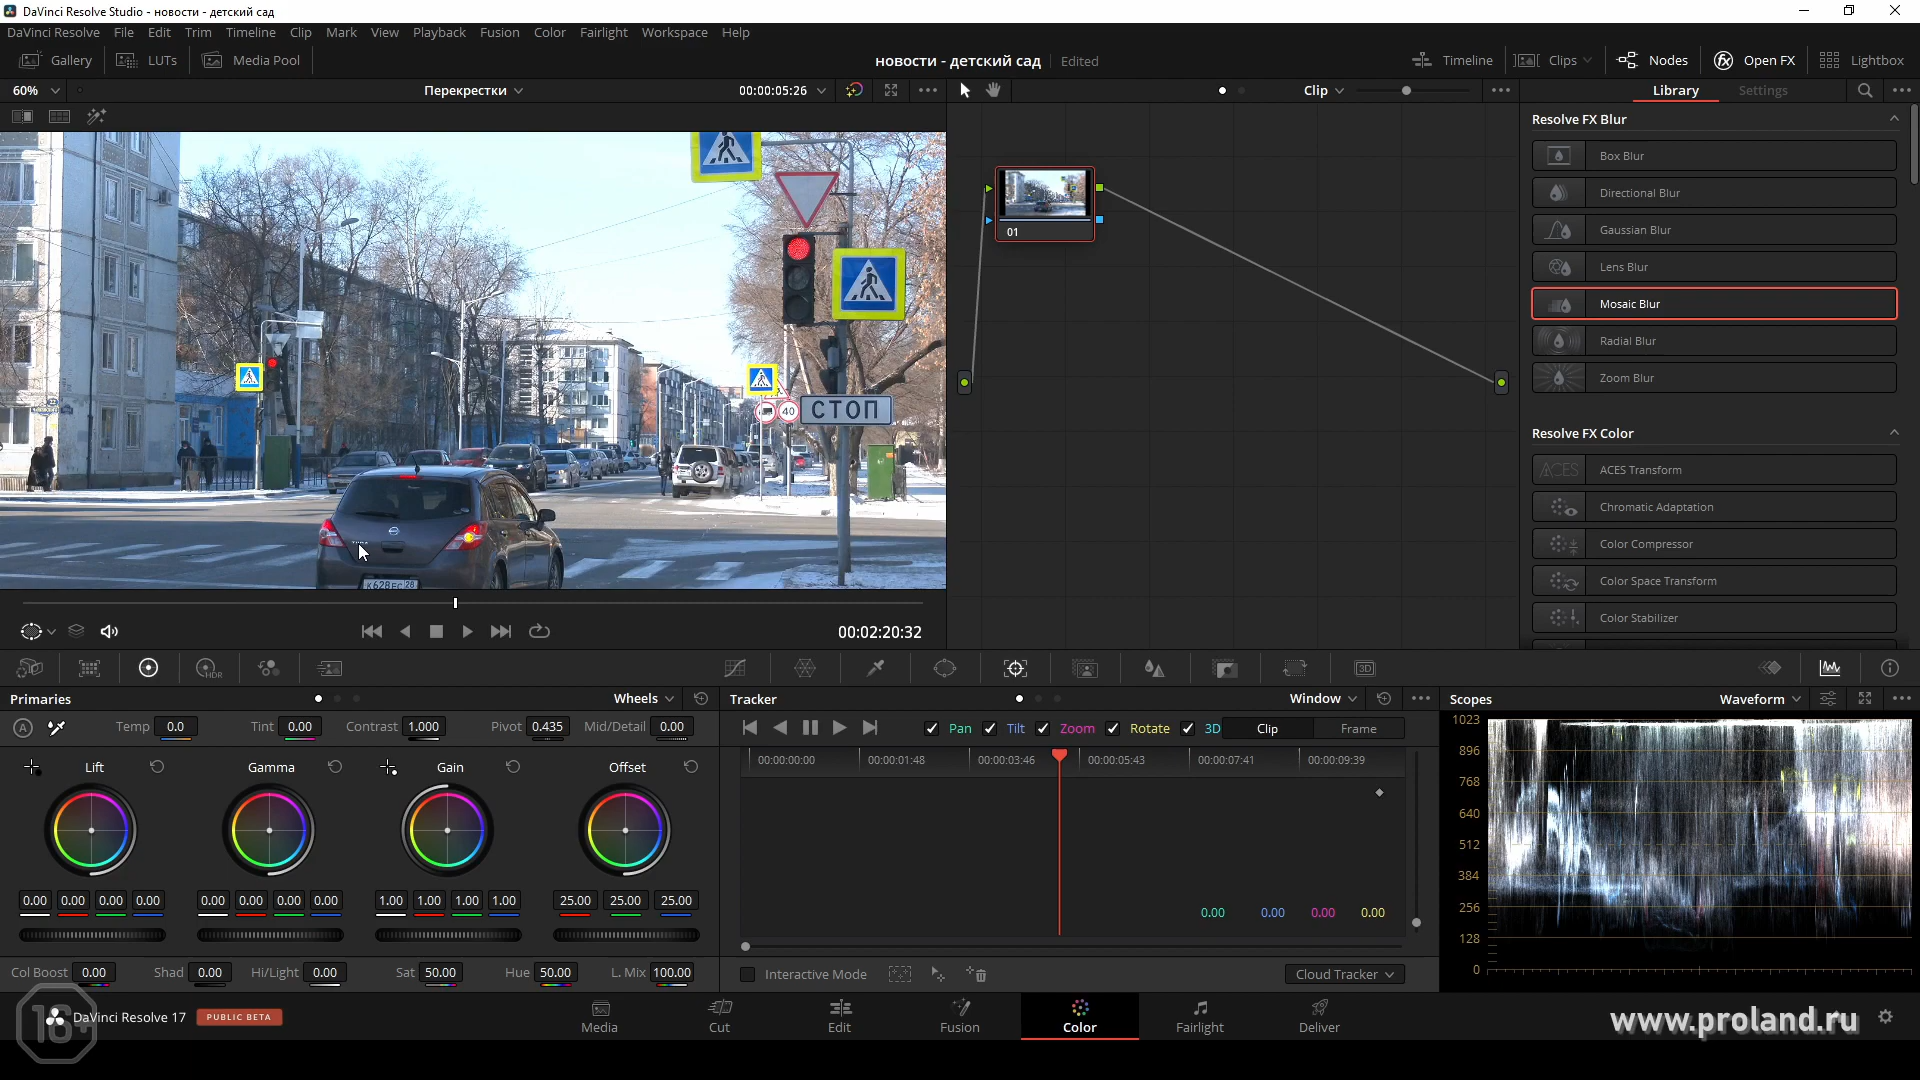 DaVinci Resolve Studio - новости - детский сад
DaVinci Resolve File Edit Trim Timeline Clip Mark View Playback Fusion Color Fairlight Workspace Help
Gallery LUTs Media Pool новости - детский сад Edited Timeline Clips Nodes Open FX Lightbox
60% Перекрестки 00:00:05:26 Clip Library Settings
Resolve FX Blur
Box Blur
Directional Blur
Gaussian Blur
Lens Blur
Mosaic Blur
Radial Blur
Zoom Blur
Resolve FX Color
ACES ACES Transform
Chromatic Adaptation
Color Compressor
Color Space Transform
Color Stabilizer
01
40
СТОП
К628ЕС 28
00:02:20:32
HDR
3D
Primaries Wheels
A Temp 0.0 Tint 0.00 Contrast 1.000 Pivot 0.435 Mid/Detail 0.00
Lift Gamma Gain Offset
0.00 0.00 0.00 0.00 0.00 0.00 0.00 0.00 1.00 1.00 1.00 1.00 25.00 25.00 25.00
Col Boost 0.00 Shad 0.00 Hi/Light 0.00 Sat 50.00 Hue 50.00 L. Mix 100.00
Tracker Window
Pan Tilt Zoom Rotate 3D Clip Frame
00:00:00:00 00:00:01:48 00:00:03:46 00:00:05:43 00:00:07:41 00:00:09:39
0.00 0.00 0.00 0.00
Interactive Mode Cloud Tracker
Scopes Waveform
1023
896
768
640
512
384
256
128
0
16+
DaVinci Resolve 17 PUBLIC BETA
Media Cut Edit Fusion Color Fairlight Deliver
www.proland.ru